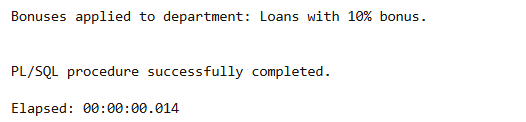 Bonuses applied to department: Loans with 10% bonus.
PL/SQL procedure successfully completed.
Elapsed: 00:00:00.014